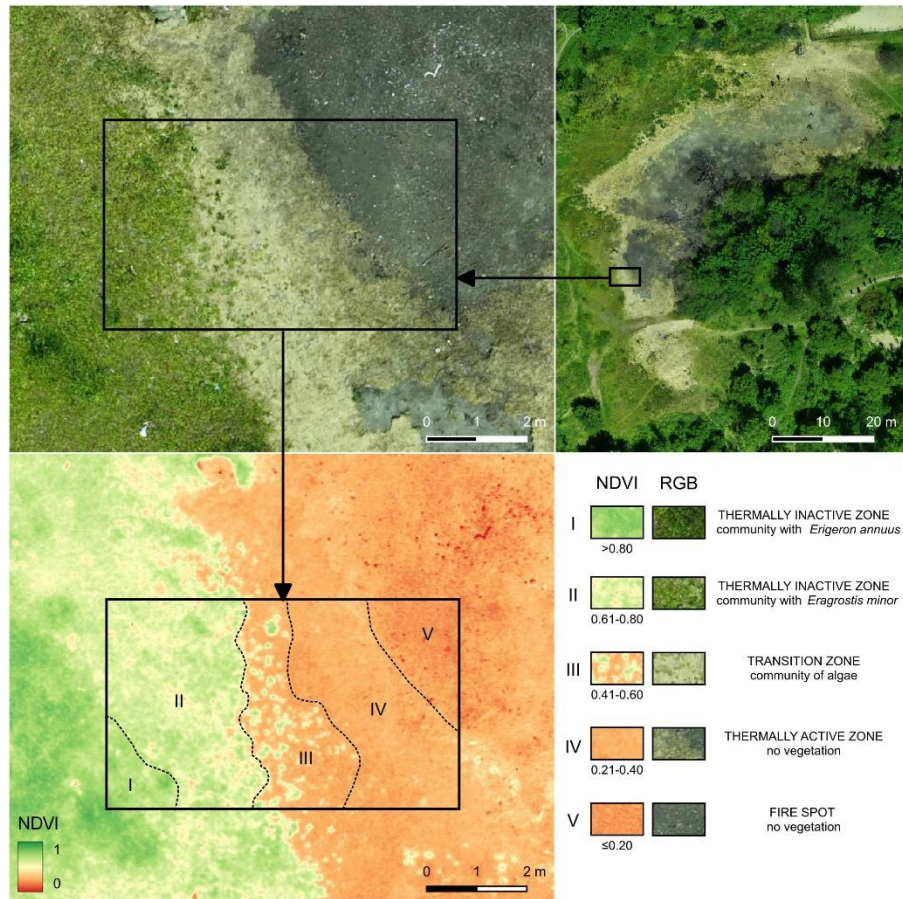 0 1 2 m
0 10 20 m
NDVI RGB
I
THERMALLY INACTIVE ZONE
community with Erigeron annuus
>0.80
II
THERMALLY INACTIVE ZONE
community with Eragrostis minor
0.61-0.80
III
TRANSITION ZONE
community of algae
0.41-0.60
IV
THERMALLY ACTIVE ZONE
no vegetation
0.21-0.40
V
FIRE SPOT
no vegetation
≤0.20
V
II
IV
III
I
NDVI
1
0
0 1 2 m